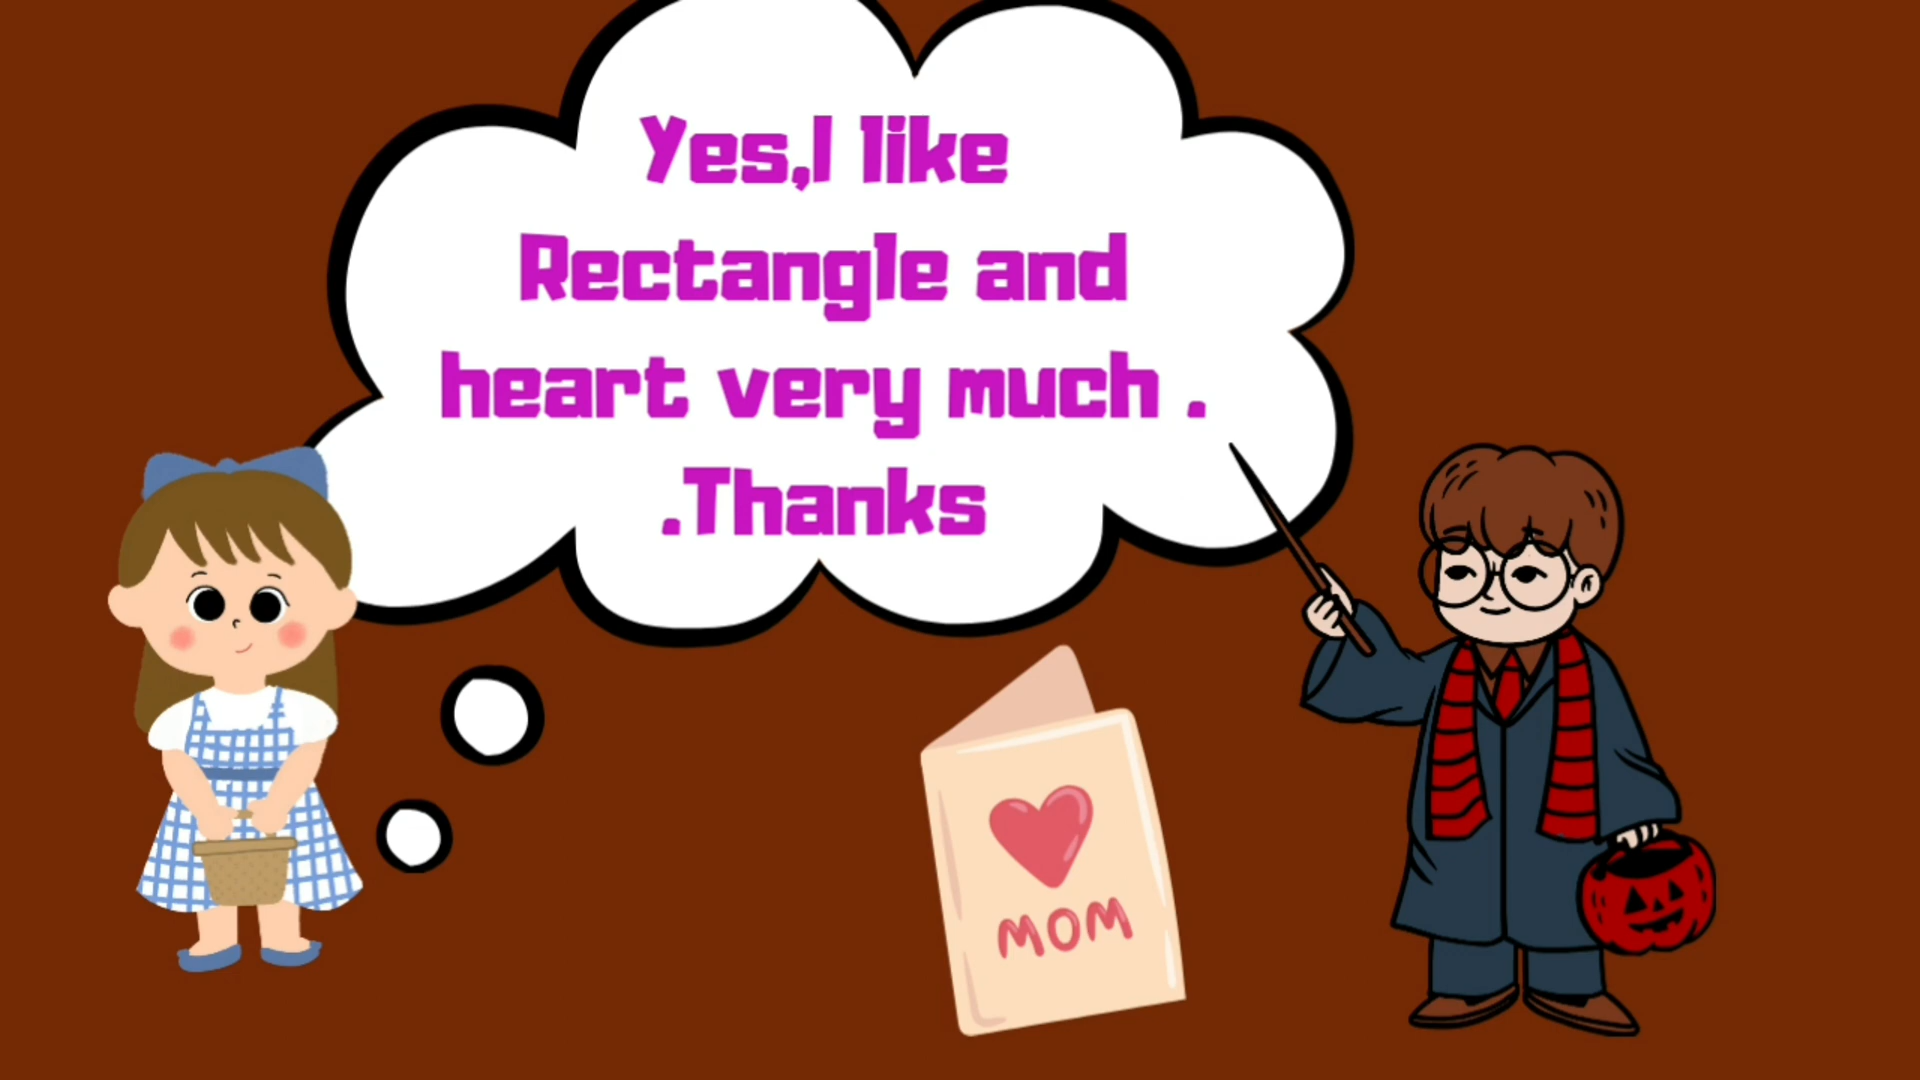 Yes,I like
Rectangle and
heart very much .
.Thanks
MOM